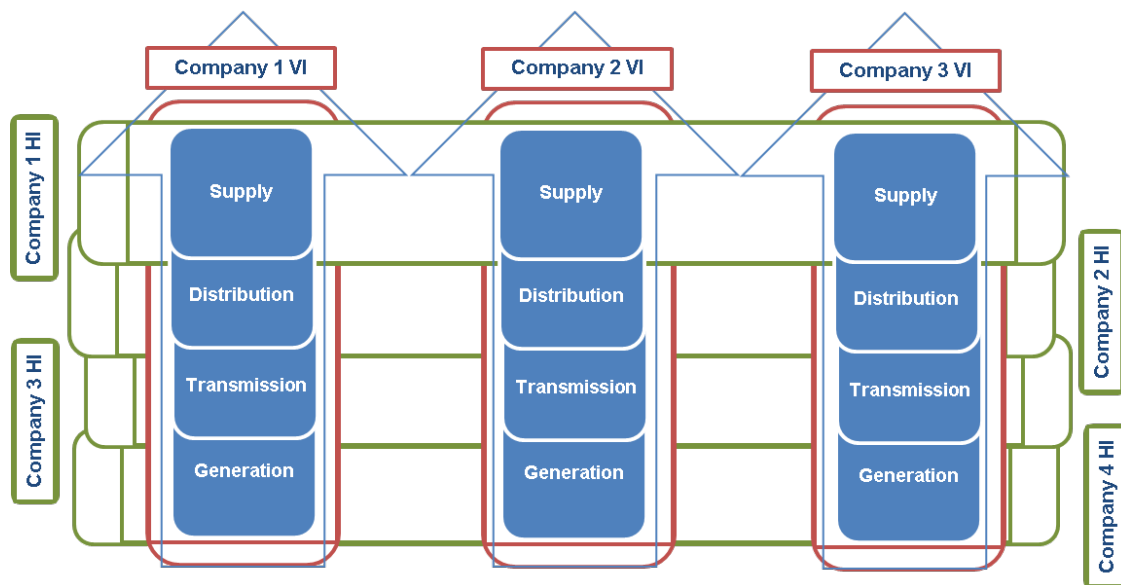 Company 1 VI
Company 2 VI
Company 3 VI
Company 1 HI
Supply
Supply
Supply
Company 2 HI
Distribution
Distribution
Distribution
Company 3 HI
Transmission
Transmission
Transmission
Company 4 HI
Generation
Generation
Generation